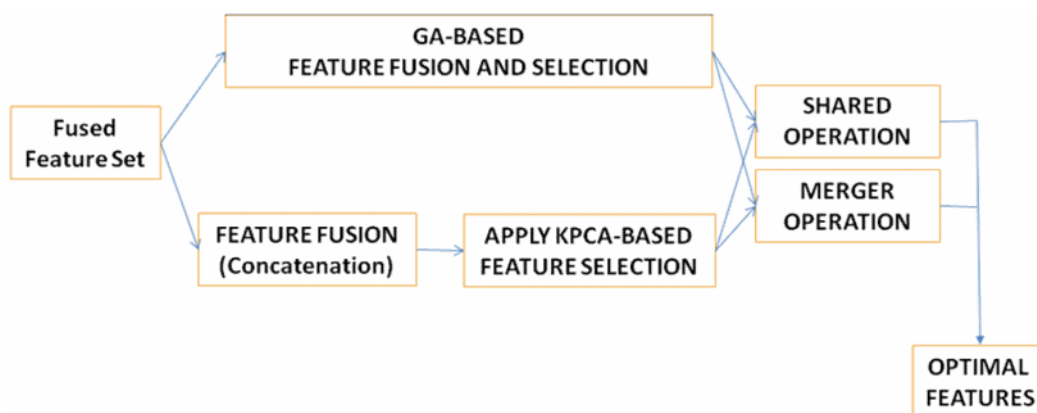 GA-BASED
FEATURE FUSION AND SELECTION
Fused
Feature Set
SHARED
OPERATION
MERGER
OPERATION
FEATURE FUSION
(Concatenation)
APPLY KPCA-BASED
FEATURE SELECTION
OPTIMAL
FEATURES